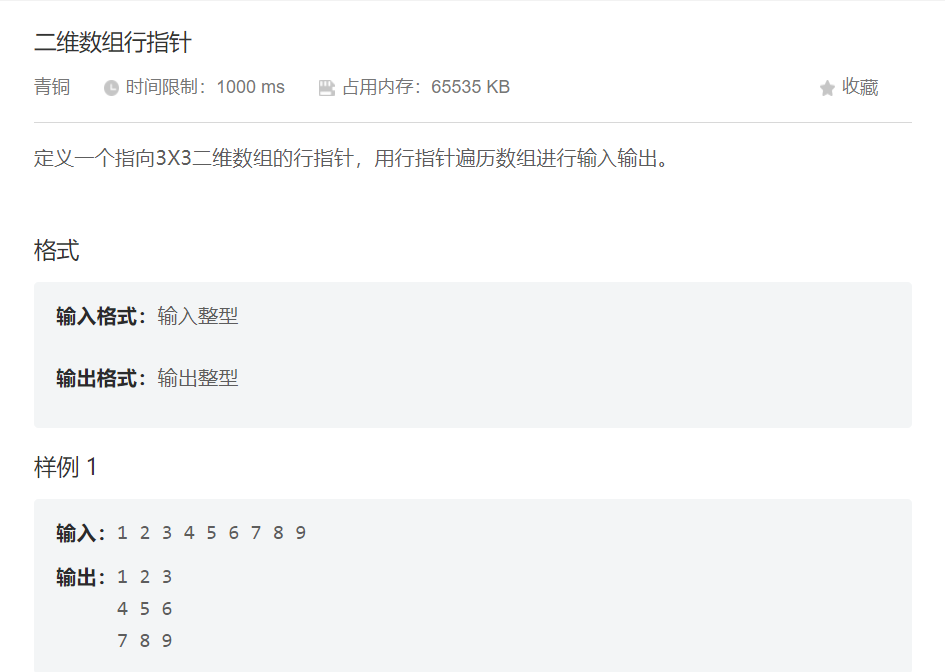 二维数组行指针
青铜 时间限制：1000 ms 占用内存：65535 KB 收藏
定义一个指向3X3二维数组的行指针，用行指针遍历数组进行输入输出。
格式
输入格式：输入整型
输出格式：输出整型
样例 1
输入：1 2 3 4 5 6 7 8 9
输出：1 2 3
4 5 6
7 8 9